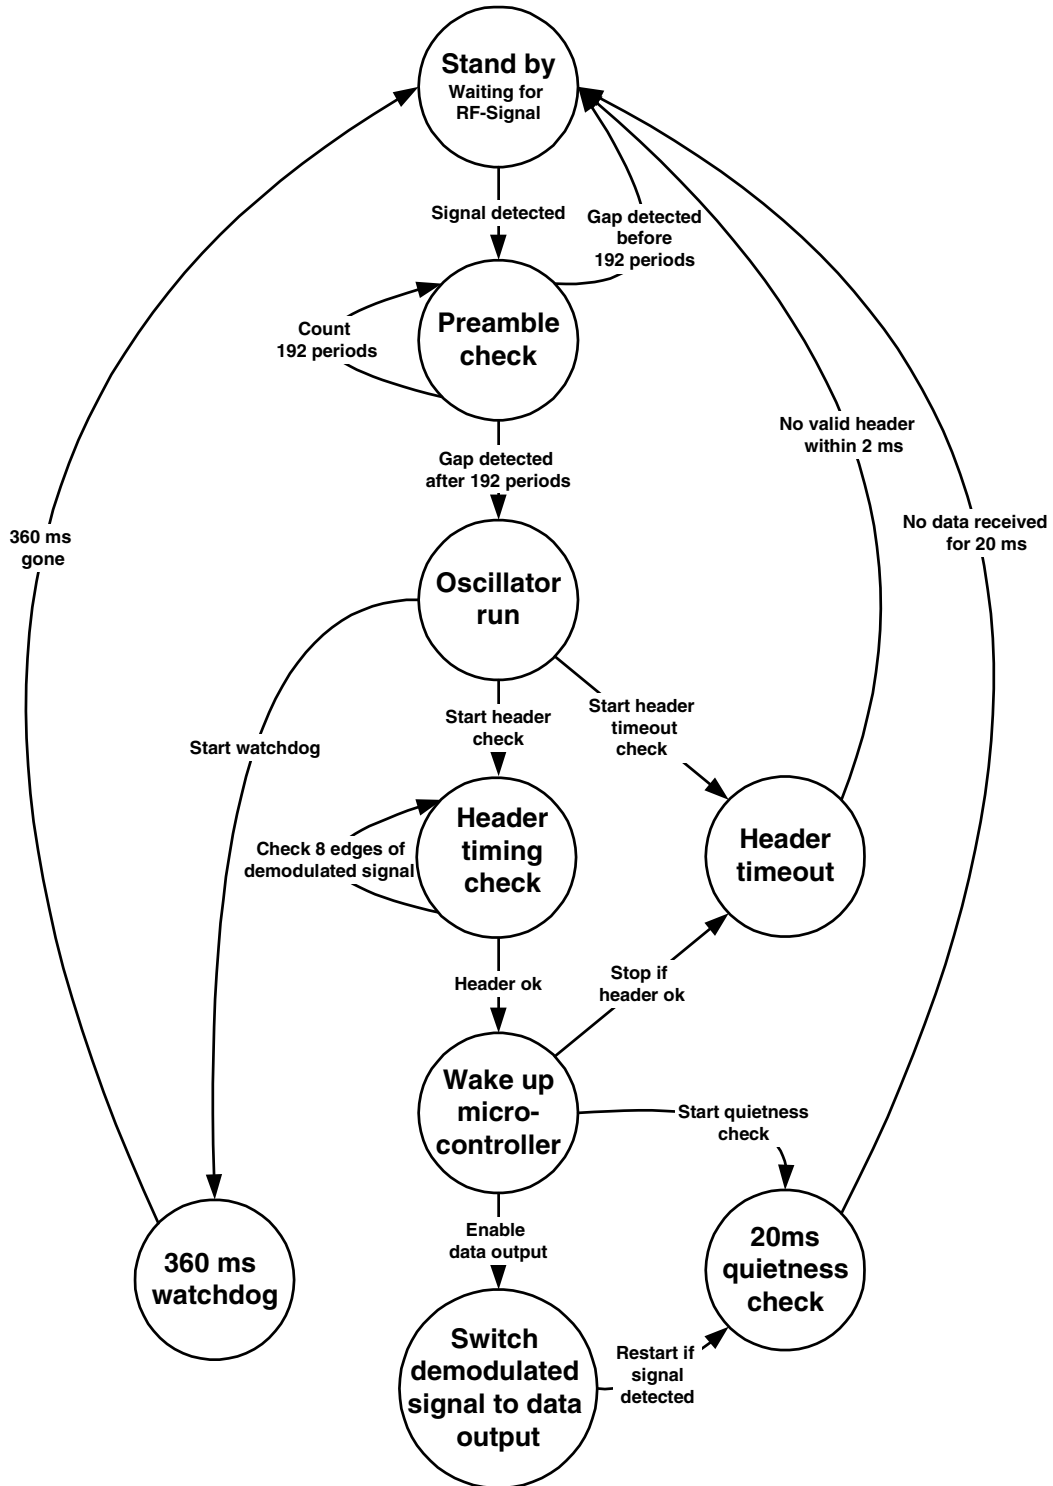 Stand by
Waiting for
RF-Signal
Signal detected
Gap detected
before
192 periods
Count
192 periods
Preamble
check
Gap detected
after 192 periods
No valid header
within 2 ms
No data received
for 20 ms
360 ms
gone
Oscillator
run
Start watchdog
Start header
check
Start header
timeout
check
Check 8 edges of
demodulated signal
Header
timing
check
Header
timeout
Header ok
Stop if
header ok
Wake up
micro-
controller
Start quietness
check
Enable
data output
360 ms
watchdog
20ms
quietness
check
Switch
demodulated
signal to data
output
Restart if
signal
detected